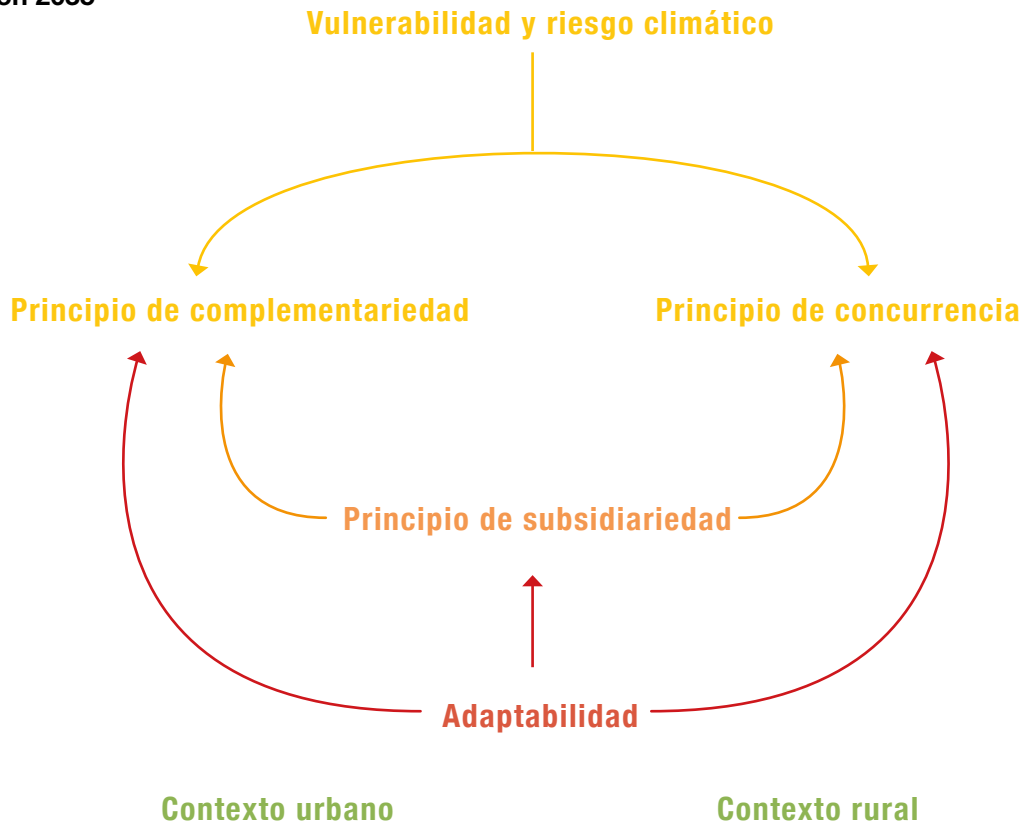 Vulnerabilidad y riesgo climático
Principio de complementariedad
Principio de concurrencia
Principio de subsidiariedad
Adaptabilidad
Contexto urbano
Contexto rural